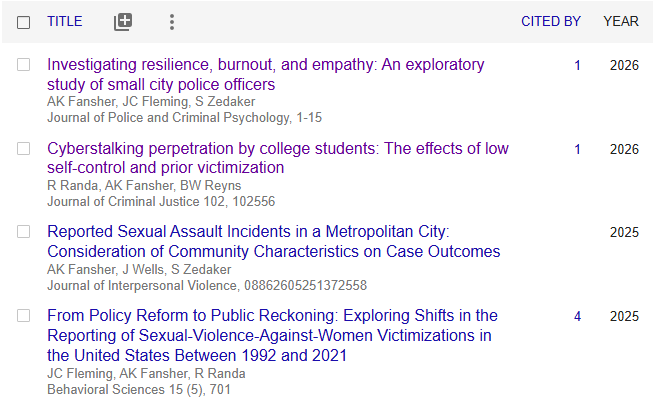 TITLE CITED BY YEAR
Investigating resilience, burnout, and empathy: An exploratory 1 2026
study of small city police officers
AK Fansher, JC Fleming, S Zedaker
Journal of Police and Criminal Psychology, 1-15
Cyberstalking perpetration by college students: The effects of low 1 2026
self-control and prior victimization
R Randa, AK Fansher, BW Reyns
Journal of Criminal Justice 102, 102556
Reported Sexual Assault Incidents in a Metropolitan City: 2025
Consideration of Community Characteristics on Case Outcomes
AK Fansher, J Wells, S Zedaker
Journal of Interpersonal Violence, 08862605251372558
From Policy Reform to Public Reckoning: Exploring Shifts in the 4 2025
Reporting of Sexual-Violence-Against-Women Victimizations in
the United States Between 1992 and 2021
JC Fleming, AK Fansher, R Randa
Behavioral Sciences 15 (5), 701